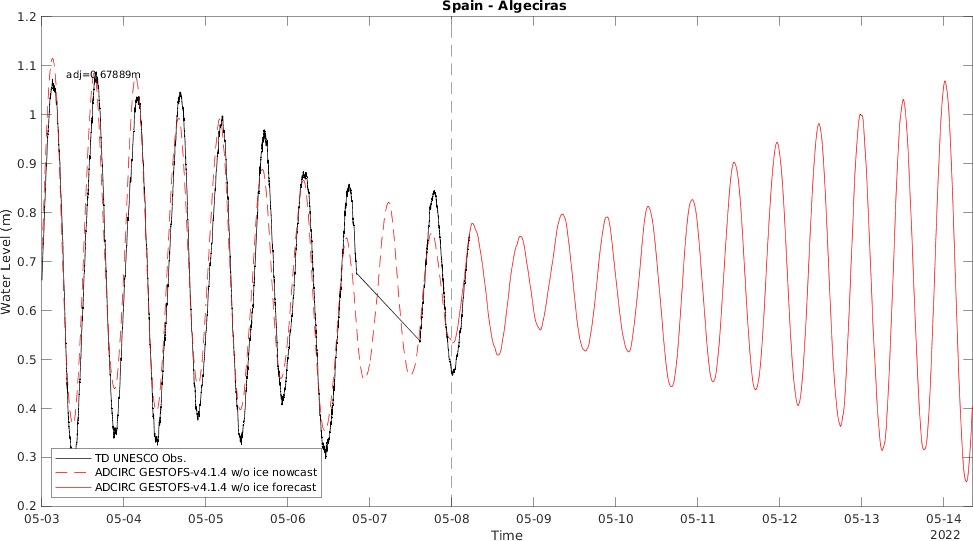 Spain - Algeciras
1.2
1.1
1
0.9
0.8
0.7
0.6
0.5
0.4
0.3
0.2
Water Level (m)
adj=0.67889m
TD UNESCO Obs.
ADCIRC GESTOFS-v4.1.4 w/o ice nowcast
ADCIRC GESTOFS-v4.1.4 w/o ice forecast
05-03 05-04 05-05 05-06 05-07 05-08 05-09 05-10 05-11 05-12 05-13 05-14
2022
Time